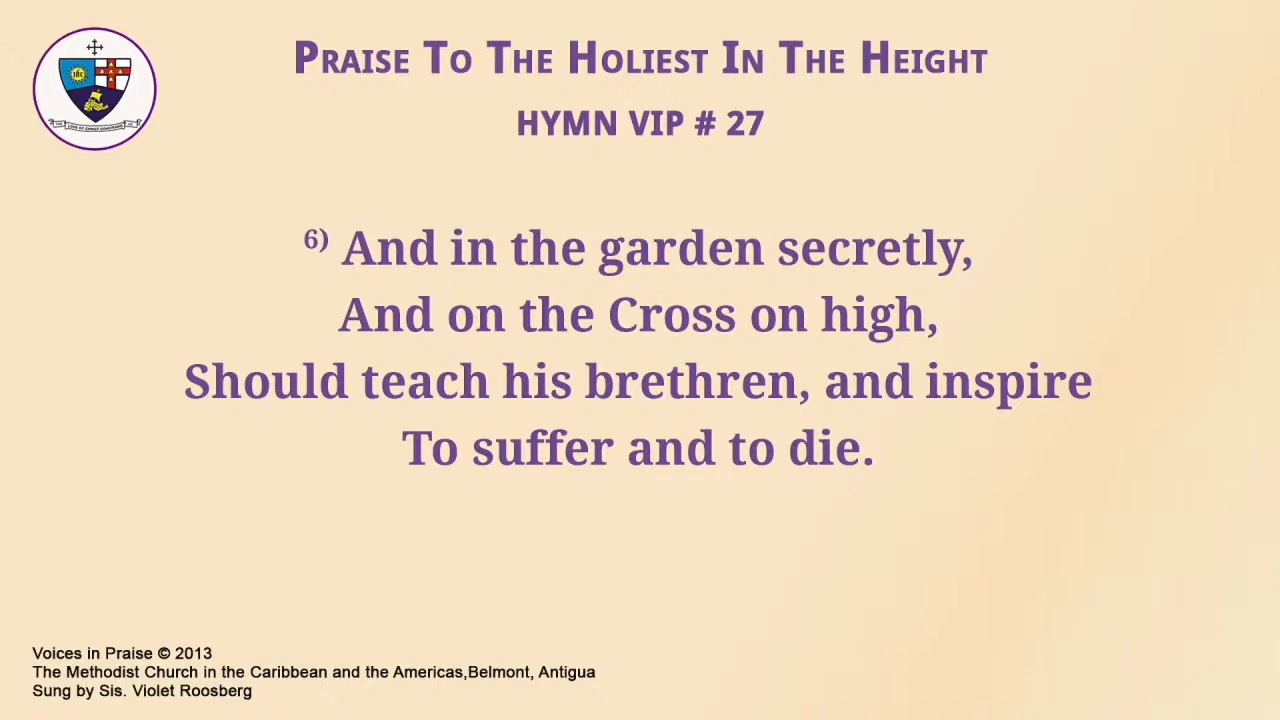 Praise To The Holiest In The Height
HYMN VIP # 27
6) And in the garden secretly,
And on the Cross on high,
Should teach his brethren, and inspire
To suffer and to die.
Voices in Praise © 2013
The Methodist Church in the Caribbean and the Americas,Belmont, Antigua
Sung by Sis. Violet Roosberg